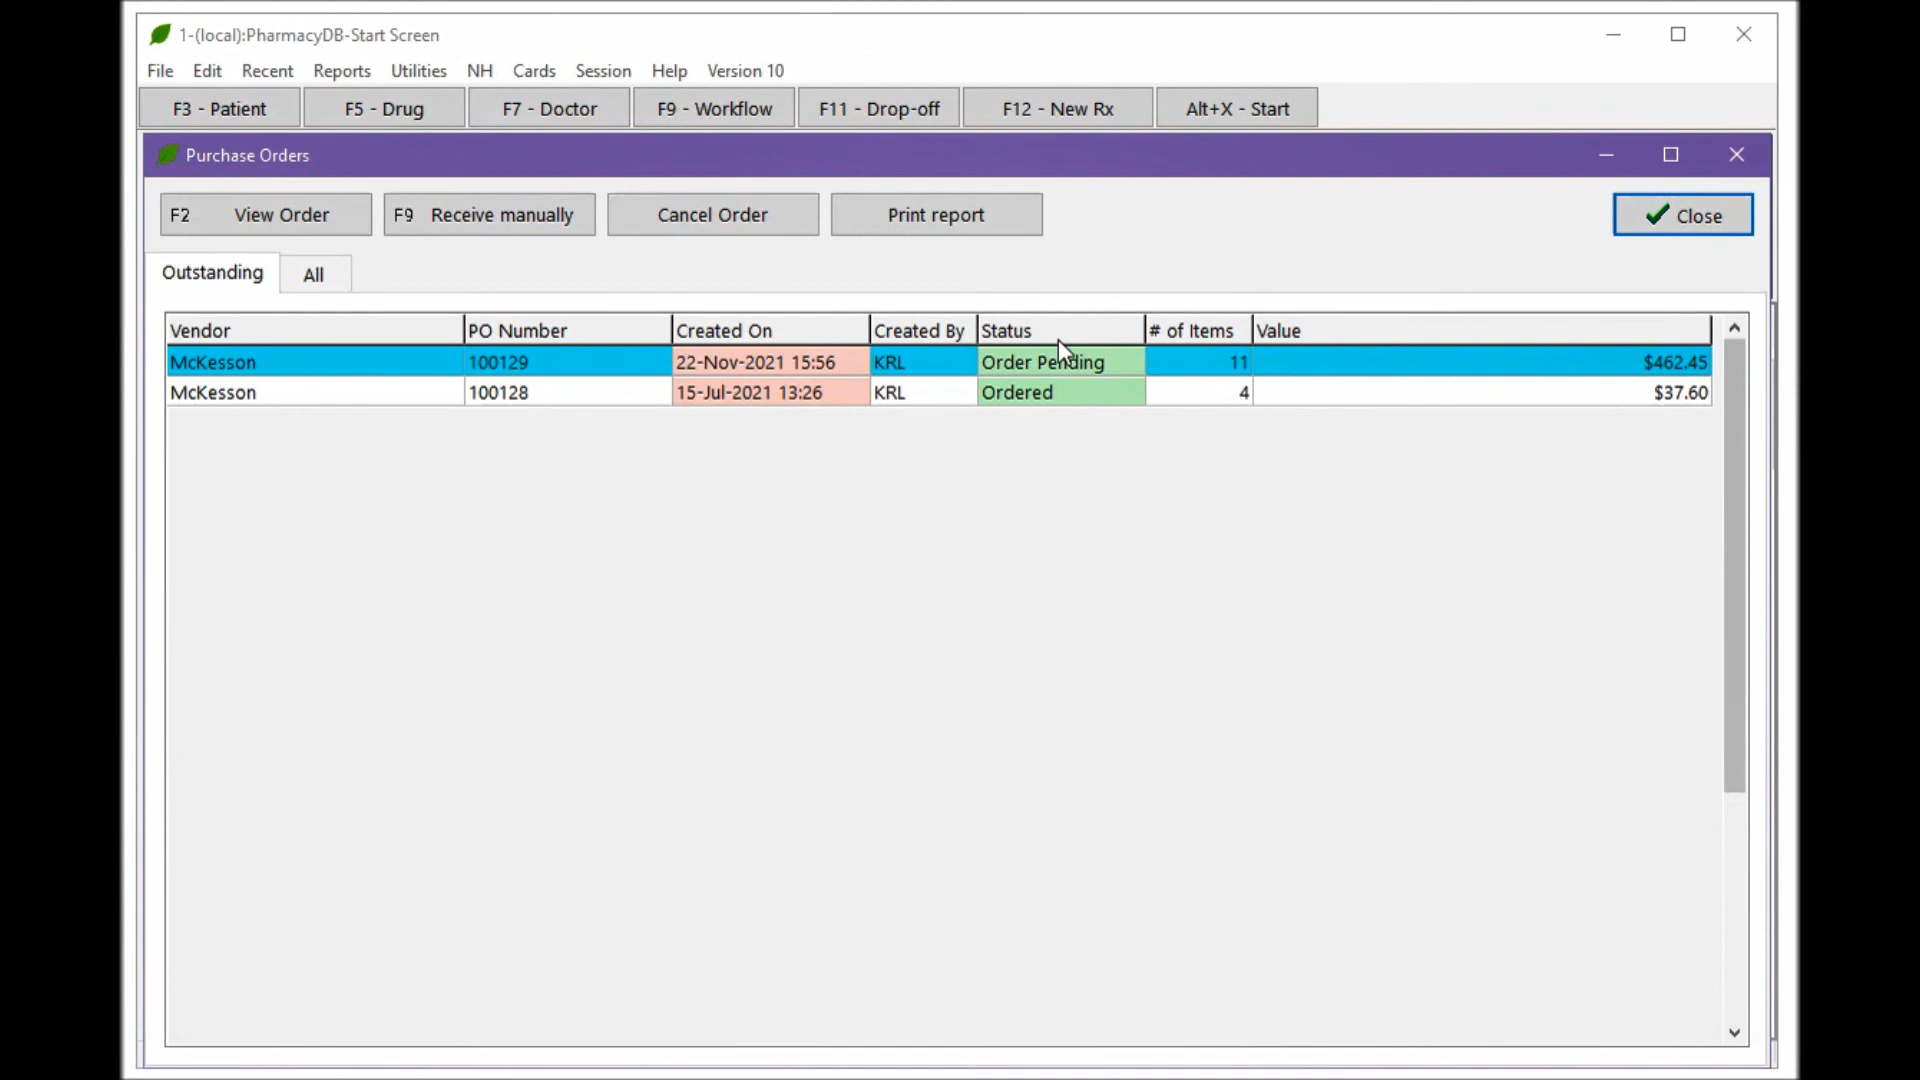 1-(local):PharmacyDB-Start Screen
File Edit Recent Reports Utilities NH Cards Session Help Version 10
F3 - Patient F5 - Drug F7 - Doctor F9 - Workflow F11 - Drop-off F12 - New Rx Alt+X - Start
Purchase Orders
F2 View Order F9 Receive manually Cancel Order Print report Close
Outstanding All
Vendor PO Number Created On Created By Status # of Items Value
McKesson 100129 22-Nov-2021 15:56 KRL Order Pending 11 $462.45
McKesson 100128 15-Jul-2021 13:26 KRL Ordered 4 $37.60